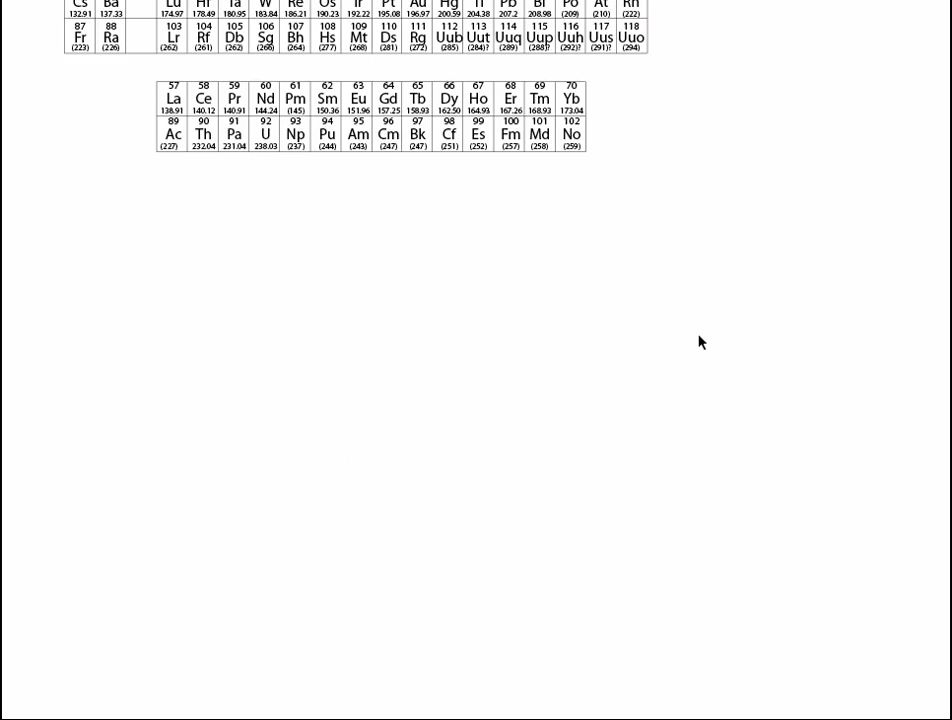 Cs Ba Lu Hf Ta W Re Os Ir Pt Au Hg Tl Pb Bi Po At Rn
132.91 137.33 174.97 178.49 180.95 183.84 186.21 190.23 192.22 195.08 196.97 200.59 204.38 207.2 208.98 (209) (210) (222)
87 88 103 104 105 106 107 108 109 110 111 112 113 114 115 116 117 118
Fr Ra Lr Rf Db Sg Bh Hs Mt Ds Rg Uub Uut Uuq Uup Uuh Uus Uuo
(223) (226) (262) (261) (262) (266) (264) (277) (268) (281) (272) (285) (284)? (289) (288)? (292)? (291)? (294)
57 58 59 60 61 62 63 64 65 66 67 68 69 70
La Ce Pr Nd Pm Sm Eu Gd Tb Dy Ho Er Tm Yb
138.91 140.12 140.91 144.24 (145) 150.36 151.96 157.25 158.93 162.50 164.93 167.26 168.93 173.04
89 90 91 92 93 94 95 96 97 98 99 100 101 102
Ac Th Pa U Np Pu Am Cm Bk Cf Es Fm Md No
(227) 232.04 231.04 238.03 (237) (244) (243) (247) (247) (251) (252) (257) (258) (259)